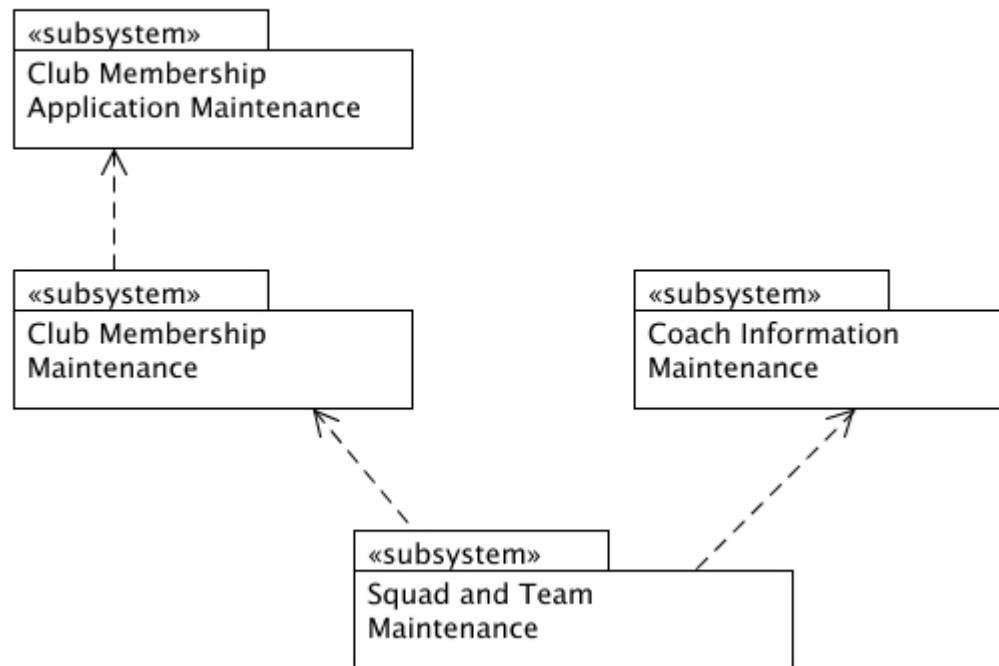 «subsystem»
Club Membership
Application Maintenance
«subsystem»
Club Membership
Maintenance
«subsystem»
Coach Information
Maintenance
«subsystem»
Squad and Team
Maintenance